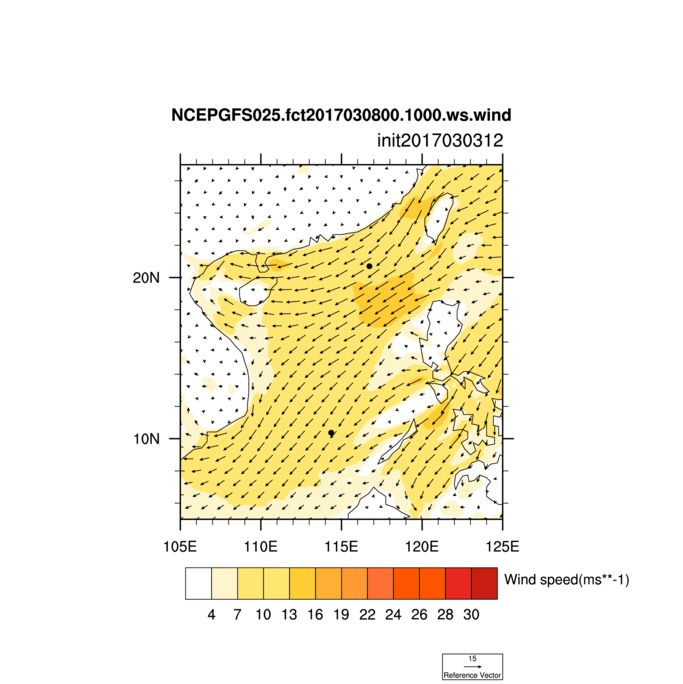 NCEPGFS025.fct2017030800.1000.ws.wind
init2017030312
20N
10N
105E 110E 115E 120E 125E
Wind speed(ms**-1)
4 7 10 13 16 19 22 24 26 28 30
15
Reference Vector